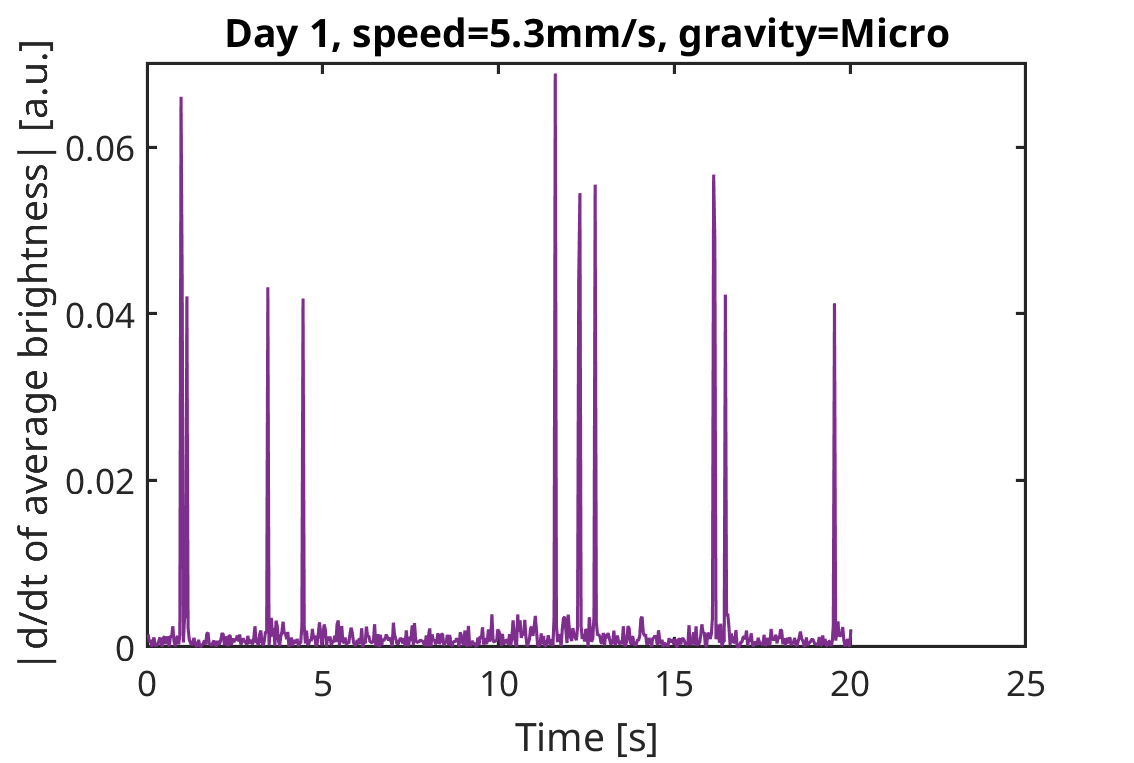 Day 1, speed=5.3mm/s, gravity=Micro
|d/dt of average brightness| [a.u.]
0.06
0.04
0.02
0
0 5 10 15 20 25
Time [s]